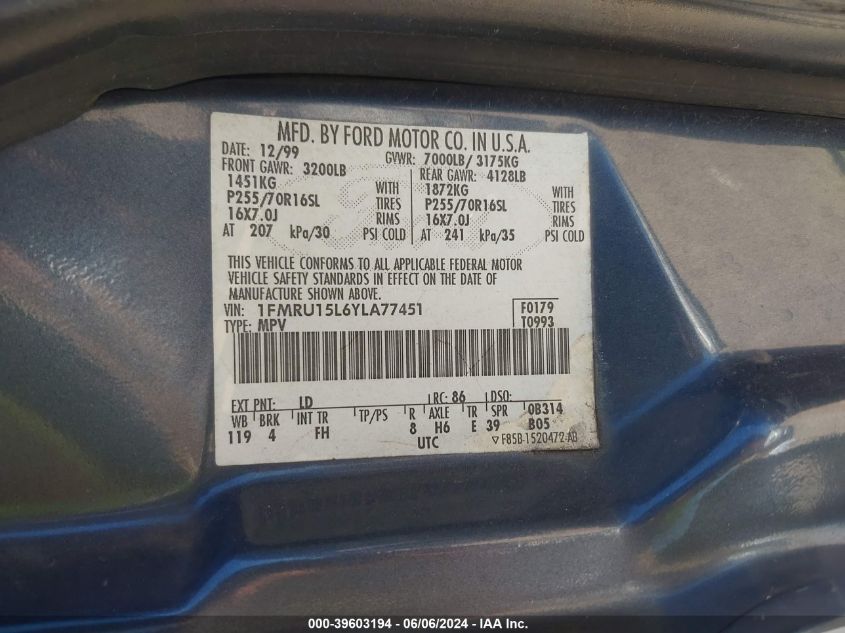 MFD. BY FORD MOTOR CO. IN U.S.A.
DATE: 12/99 GVWR: 7000LB/ 3175KG
FRONT GAWR: 3200LB REAR GAWR: 4128LB
1451KG WITH 1872KG WITH
P255/70R16SL TIRES P255/70R16SL TIRES
16X7.0J RIMS 16X7.0J RIMS
AT 207 kPa/30 PSI COLD AT 241 kPa/35 PSI COLD
THIS VEHICLE CONFORMS TO ALL APPLICABLE FEDERAL MOTOR
VEHICLE SAFETY STANDARDS IN EFFECT ON THE DATE OF
MANUFACTURE SHOWN ABOVE.
VIN: 1FMRU15L6YLA77451 F0179
TYPE: MPV T0993
EXT PNT: LD RC: 86 DSO:
WB BRK INT TR TP/PS R AXLE TR SPR 0B314
119 4 FH 8 H6 E 39 B05
UTC ▽ F85B-1520472-AB
000-39603194 - 06/06/2024 - IAA Inc.